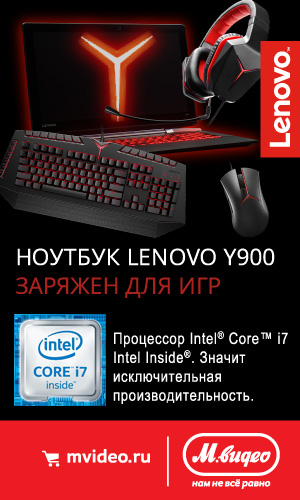 Lenovo
НОУТБУК LENOVO Y900
ЗАРЯЖЕН ДЛЯ ИГР
intel
CORE i7
inside™
Процессор Intel® Core™ i7
Intel Inside®. Значит
исключительная
производительность.
mvideo.ru
М.видео
нам не всё равно